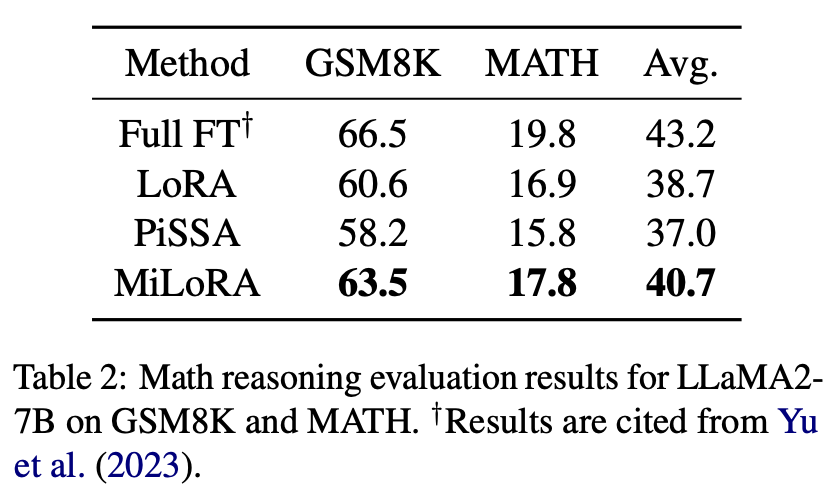 Method GSM8K MATH Avg.
Full FT† 66.5 19.8 43.2
LoRA 60.6 16.9 38.7
PiSSA 58.2 15.8 37.0
MiLoRA 63.5 17.8 40.7
Table 2: Math reasoning evaluation results for LLaMA2-
7B on GSM8K and MATH. †Results are cited from Yu
et al. (2023).